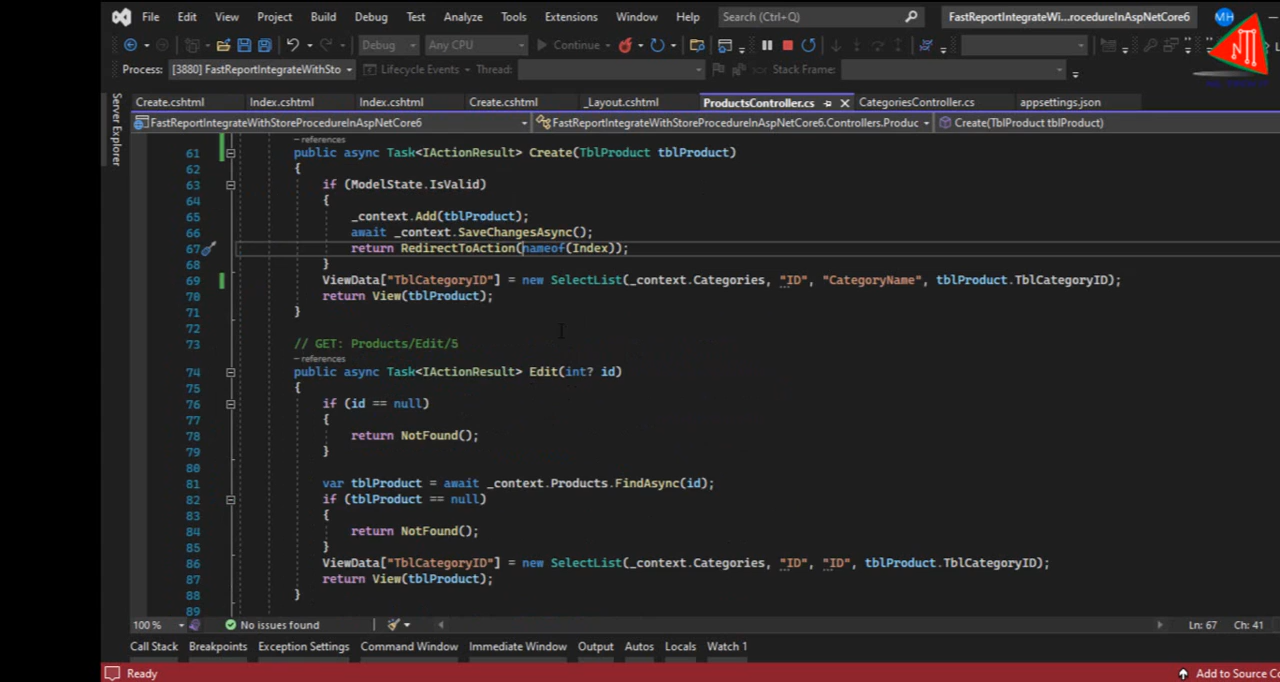 File Edit View Project Build Debug Test Analyze Tools Extensions Window Help Search (Ctrl+Q) FastReportIntegrateWi...rocedureInAspNetCore6 MH
Debug Any CPU Continue
Process: [3880] FastReportIntegrateWithSto Lifecycle Events Thread: Stack Frame:
Server Explorer
Create.cshtml Index.cshtml Index.cshtml Create.cshtml _Layout.cshtml ProductsController.cs CategoriesController.cs appsettings.json
FastReportIntegrateWithStoreProcedureInAspNetCore6 FastReportIntegrateWithStoreProcedureInAspNetCore6.Controllers.Produc Create(TblProduct tblProduct)
– references
61 public async Task<IActionResult> Create(TblProduct tblProduct)
62 {
63 if (ModelState.IsValid)
64 {
65 _context.Add(tblProduct);
66 await _context.SaveChangesAsync();
67 return RedirectToAction(nameof(Index));
68 }
69 ViewData["TblCategoryID"] = new SelectList(_context.Categories, "ID", "CategoryName", tblProduct.TblCategoryID);
70 return View(tblProduct);
71 }
72
73 // GET: Products/Edit/5
– references
74 public async Task<IActionResult> Edit(int? id)
75 {
76 if (id == null)
77 {
78 return NotFound();
79 }
80
81 var tblProduct = await _context.Products.FindAsync(id);
82 if (tblProduct == null)
83 {
84 return NotFound();
85 }
86 ViewData["TblCategoryID"] = new SelectList(_context.Categories, "ID", "ID", tblProduct.TblCategoryID);
87 return View(tblProduct);
88 }
89
100 % No issues found Ln: 67 Ch: 41
Call Stack Breakpoints Exception Settings Command Window Immediate Window Output Autos Locals Watch 1
Ready Add to Source Co